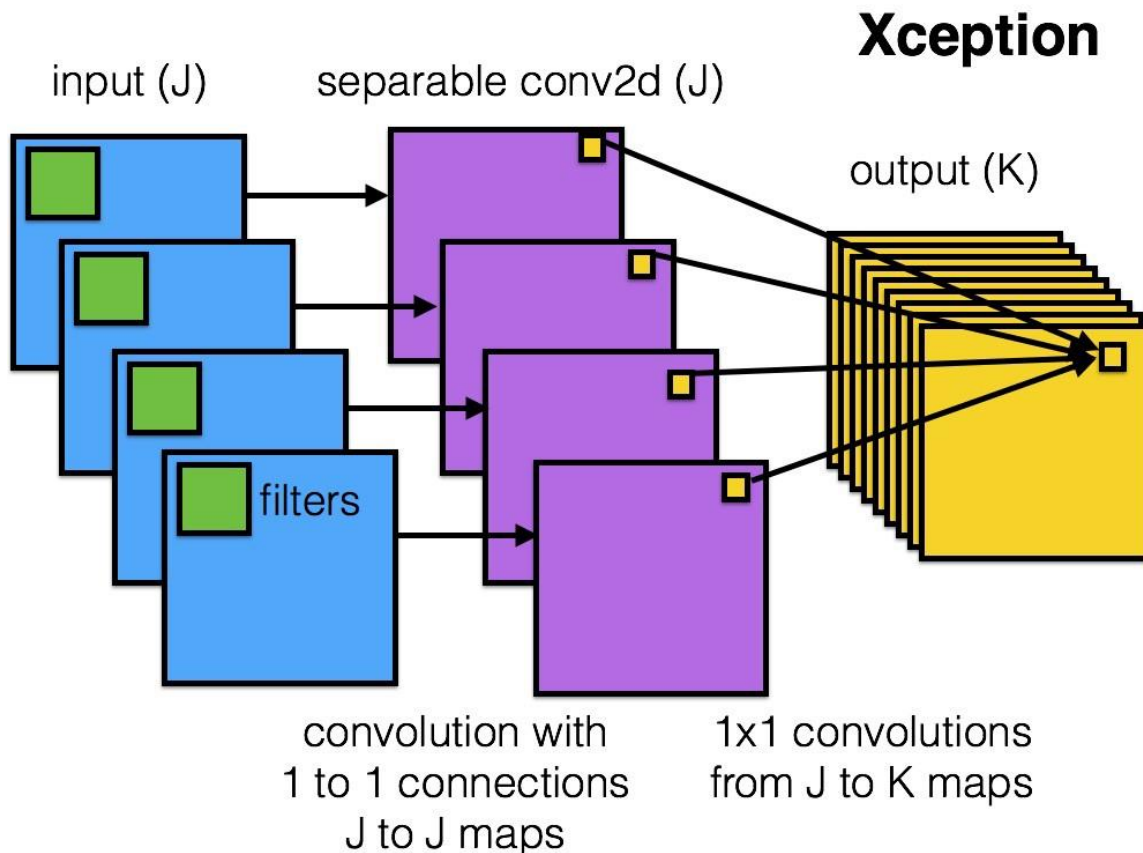 Xception
input (J)
separable conv2d (J)
output (K)
filters
convolution with
1 to 1 connections
J to J maps
1x1 convolutions
from J to K maps